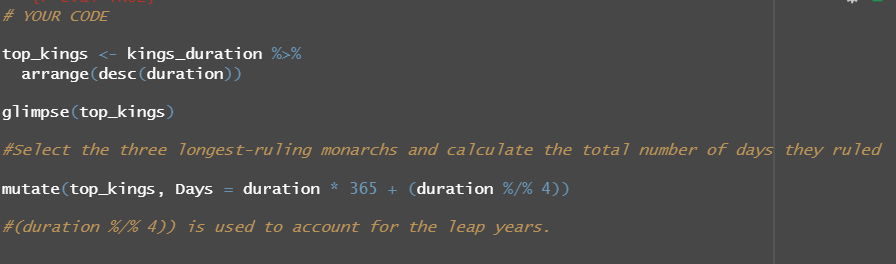 # YOUR CODE
top_kings <- kings_duration %>%
  arrange(desc(duration))
glimpse(top_kings)
#Select the three longest-ruling monarchs and calculate the total number of days they ruled
mutate(top_kings, Days = duration * 365 + (duration %/% 4))
#(duration %/% 4)) is used to account for the leap years.